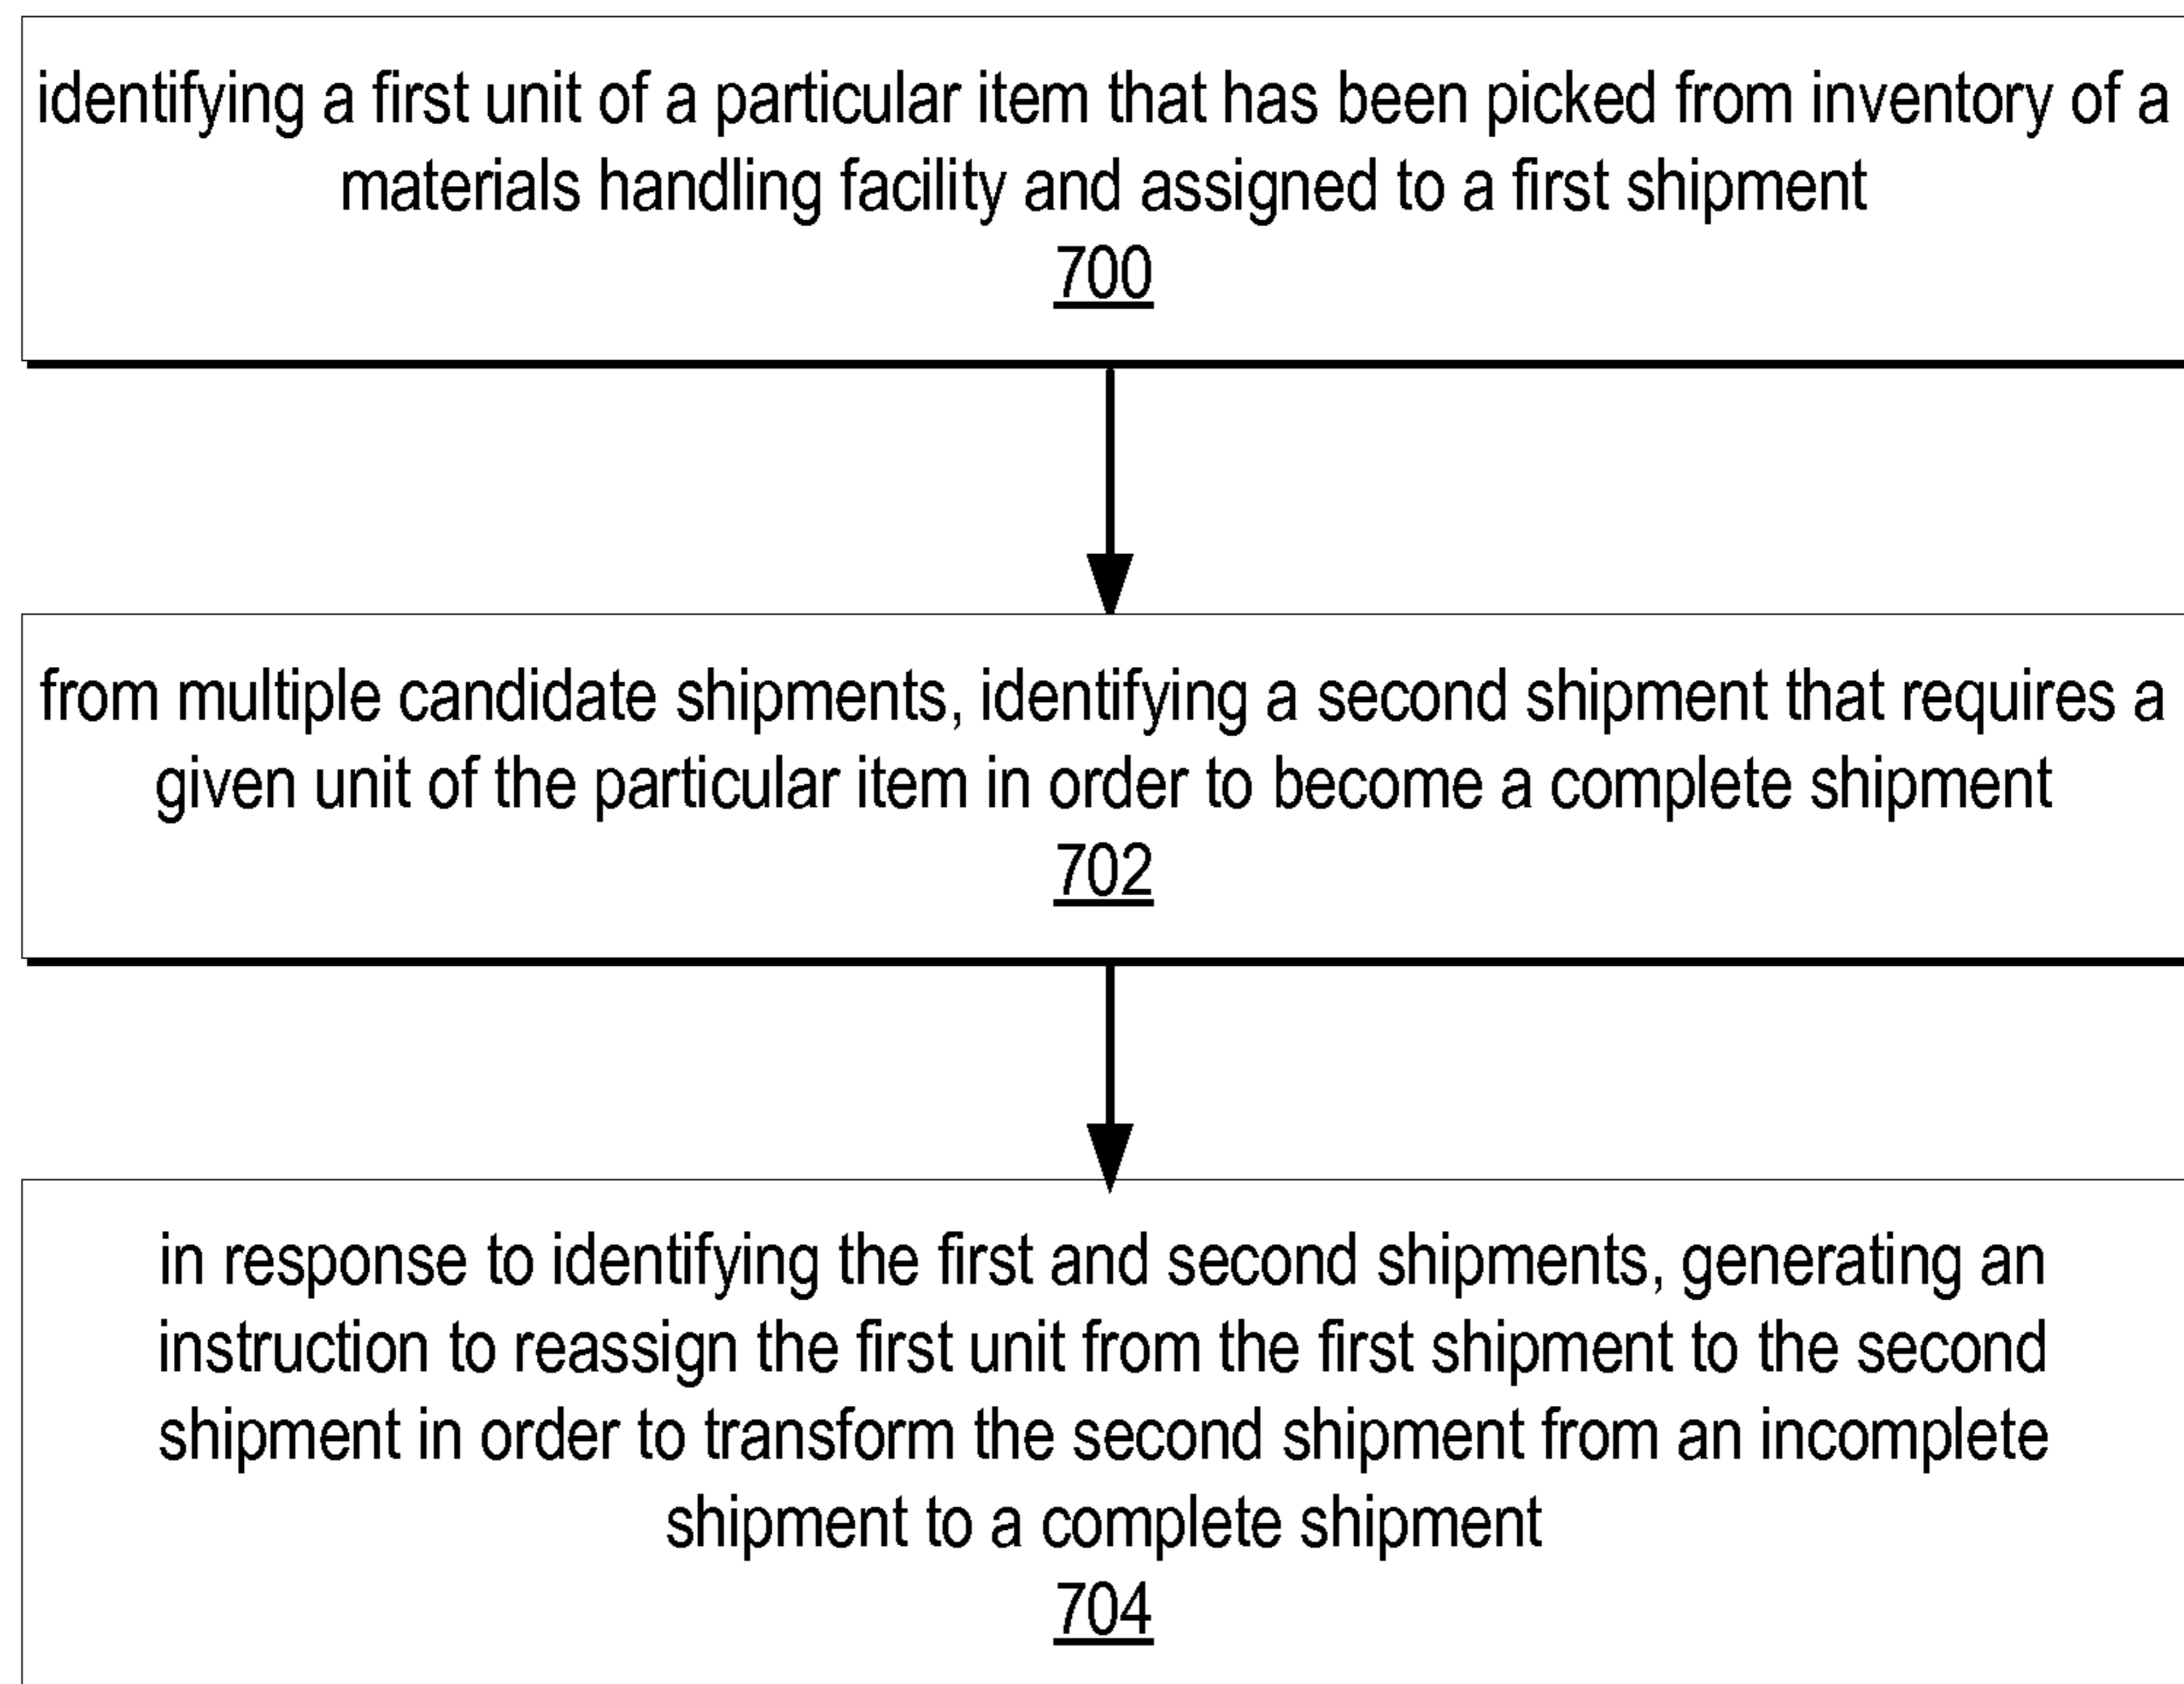 identifying a first unit of a particular item that has been picked from inventory of a
materials handling facility and assigned to a first shipment
700
from multiple candidate shipments, identifying a second shipment that requires a
given unit of the particular item in order to become a complete shipment
702
in response to identifying the first and second shipments, generating an
instruction to reassign the first unit from the first shipment to the second
shipment in order to transform the second shipment from an incomplete
shipment to a complete shipment
704